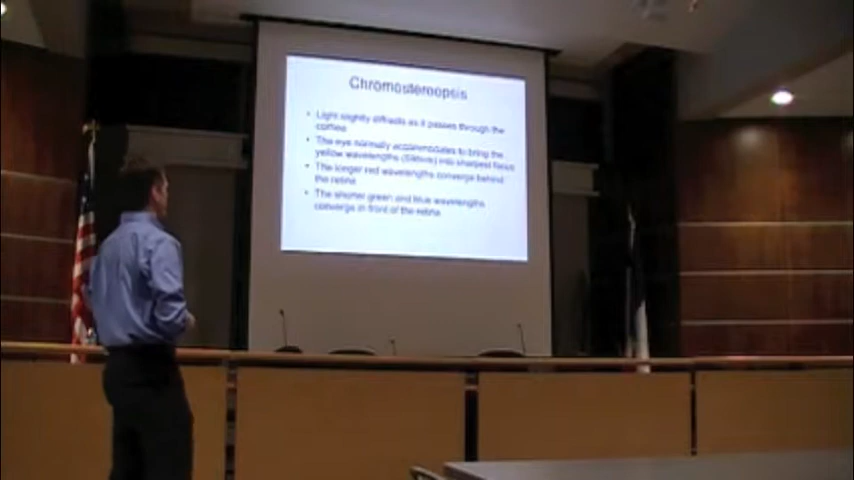 Chromostereopsis
• Light slightly diffracts as it passes through the
• The eye normally accommodates to bring the
yellow wavelengths into sharpest focus
• The longer red wavelengths converge behind
the retina
• The shorter green and blue wavelengths
converge in front of the retina